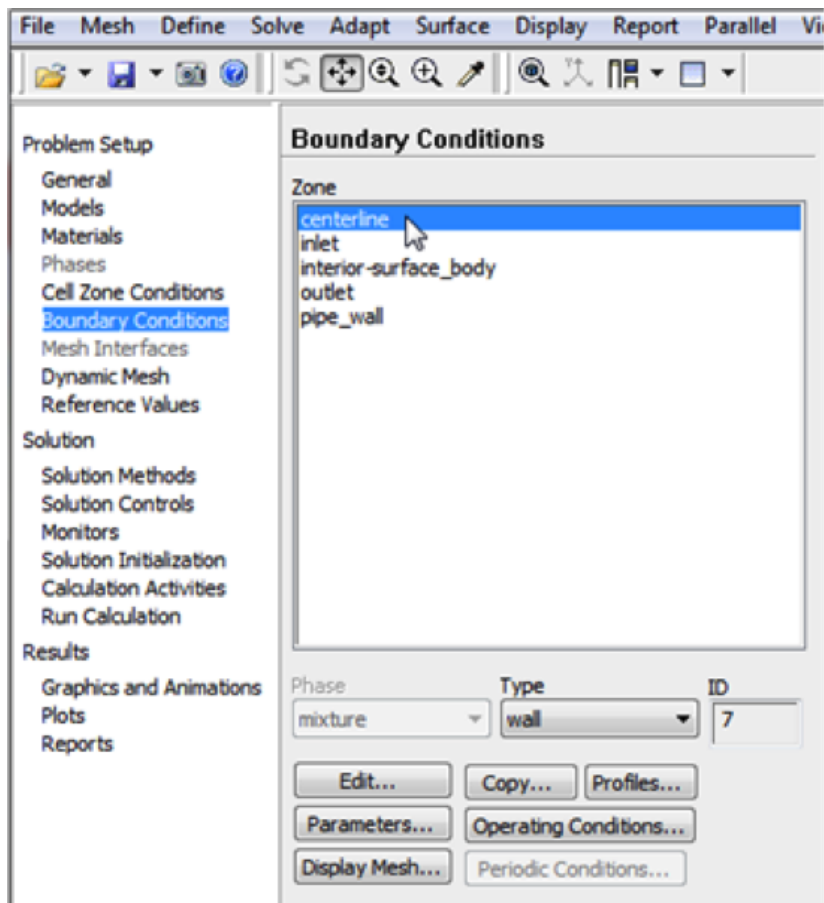 File Mesh Define Solve Adapt Surface Display Report Parallel
Problem Setup
General
Models
Materials
Phases
Cell Zone Conditions
Boundary Conditions
Mesh Interfaces
Dynamic Mesh
Reference Values
Solution
Solution Methods
Solution Controls
Monitors
Solution Initialization
Calculation Activities
Run Calculation
Results
Graphics and Animations
Plots
Reports
Boundary Conditions
Zone
centerline
inlet
interior-surface_body
outlet
pipe_wall
Phase Type ID
mixture wall 7
Edit... Copy... Profiles...
Parameters... Operating Conditions...
Display Mesh... Periodic Conditions...